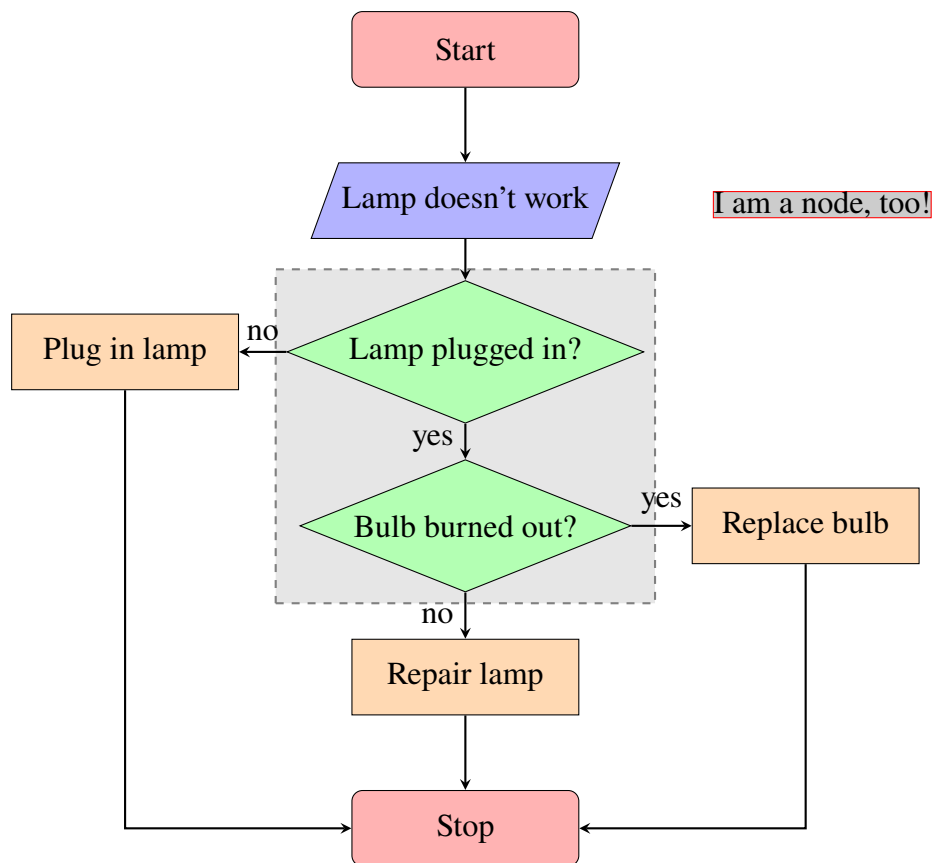 Start
Lamp doesn't work
I am a node, too!
Plug in lamp
no
Lamp plugged in?
yes
Bulb burned out?
yes
Replace bulb
no
Repair lamp
Stop